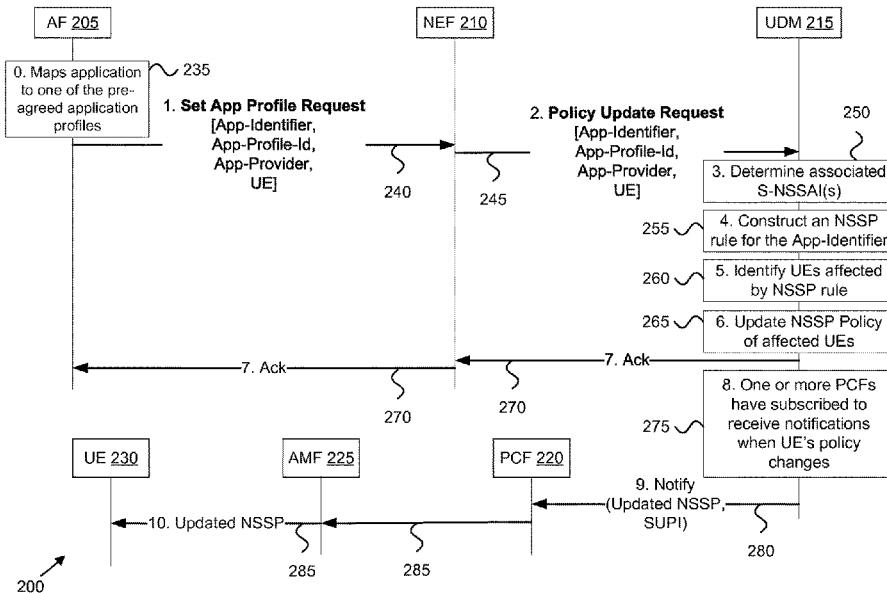 AF 205
NEF 210
UDM 215
0. Maps application
to one of the pre-
agreed application
profiles
235
1. Set App Profile Request
[App-Identifier,
App-Profile-Id,
App-Provider,
UE]
240
2. Policy Update Request
[App-Identifier,
App-Profile-Id,
App-Provider,
UE]
245
250
3. Determine associated
S-NSSAI(s)
255
4. Construct an NSSP
rule for the App-Identifier
260
5. Identify UEs affected
by NSSP rule
265
6. Update NSSP Policy
of affected UEs
7. Ack
270
7. Ack
270
275
8. One or more PCFs
have subscribed to
receive notifications
when UE's policy
changes
UE 230
AMF 225
PCF 220
9. Notify
(Updated NSSP,
SUPI)
280
10. Updated NSSP
285
285
200